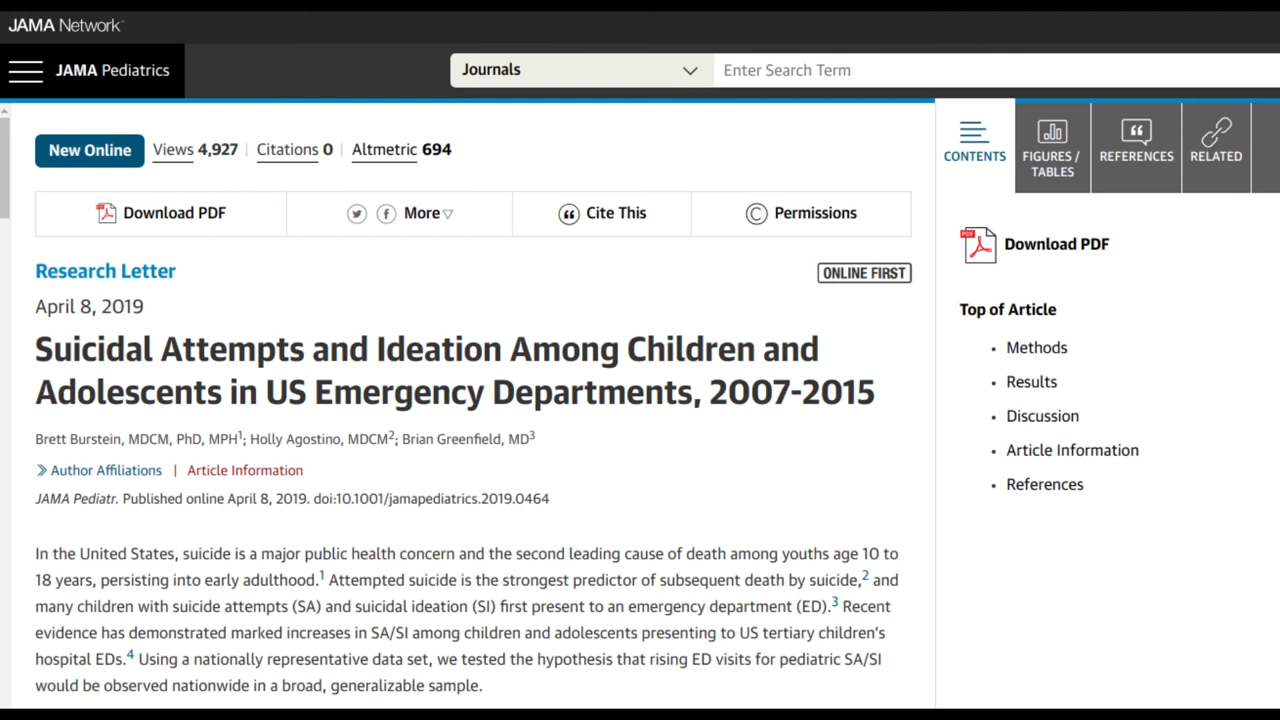 JAMA Network
JAMA Pediatrics
Journals
Enter Search Term
New Online Views 4,927 | Citations 0 | Altmetric 694
Download PDF
More
Cite This
Permissions
Research Letter
ONLINE FIRST
April 8, 2019
Suicidal Attempts and Ideation Among Children and
Adolescents in US Emergency Departments, 2007-2015
Brett Burstein, MDCM, PhD, MPH1; Holly Agostino, MDCM2; Brian Greenfield, MD3
Author Affiliations | Article Information
JAMA Pediatr. Published online April 8, 2019. doi:10.1001/jamapediatrics.2019.0464
In the United States, suicide is a major public health concern and the second leading cause of death among youths age 10 to
18 years, persisting into early adulthood.1 Attempted suicide is the strongest predictor of subsequent death by suicide,2 and
many children with suicide attempts (SA) and suicidal ideation (SI) first present to an emergency department (ED).3 Recent
evidence has demonstrated marked increases in SA/SI among children and adolescents presenting to US tertiary children's
hospital EDs.4 Using a nationally representative data set, we tested the hypothesis that rising ED visits for pediatric SA/SI
would be observed nationwide in a broad, generalizable sample.
CONTENTS
FIGURES /
TABLES
REFERENCES
RELATED
PDF
Download PDF
Top of Article
• Methods
• Results
• Discussion
• Article Information
• References